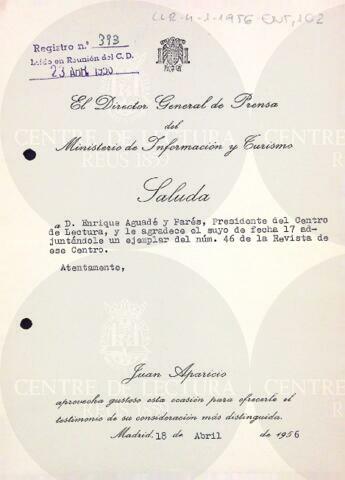 CLR-4-1-1956-ENT,102
Registro n.° 393
Leído en Reunión del C. D.
23 ABR. 1956
El Director General de Prensa
del
Ministerio de Información y Turismo
CENTRE DE LECTURA
REUS 1859
Saluda
a D. Enrique Aguadé y Parés, Presidente del Centro
de Lectura, y le agradece el suyo de fecha 17 ad-
juntándole un ejemplar del núm. 46 de la Revista de
ese Centro.
Atentamente,
Juan Aparicio
CENTRE DE LECTURA
aprovecha gustoso esta ocasión para ofrecerle el
testimonio de su consideración más distinguida.
Madrid, 18 de Abril de 1956